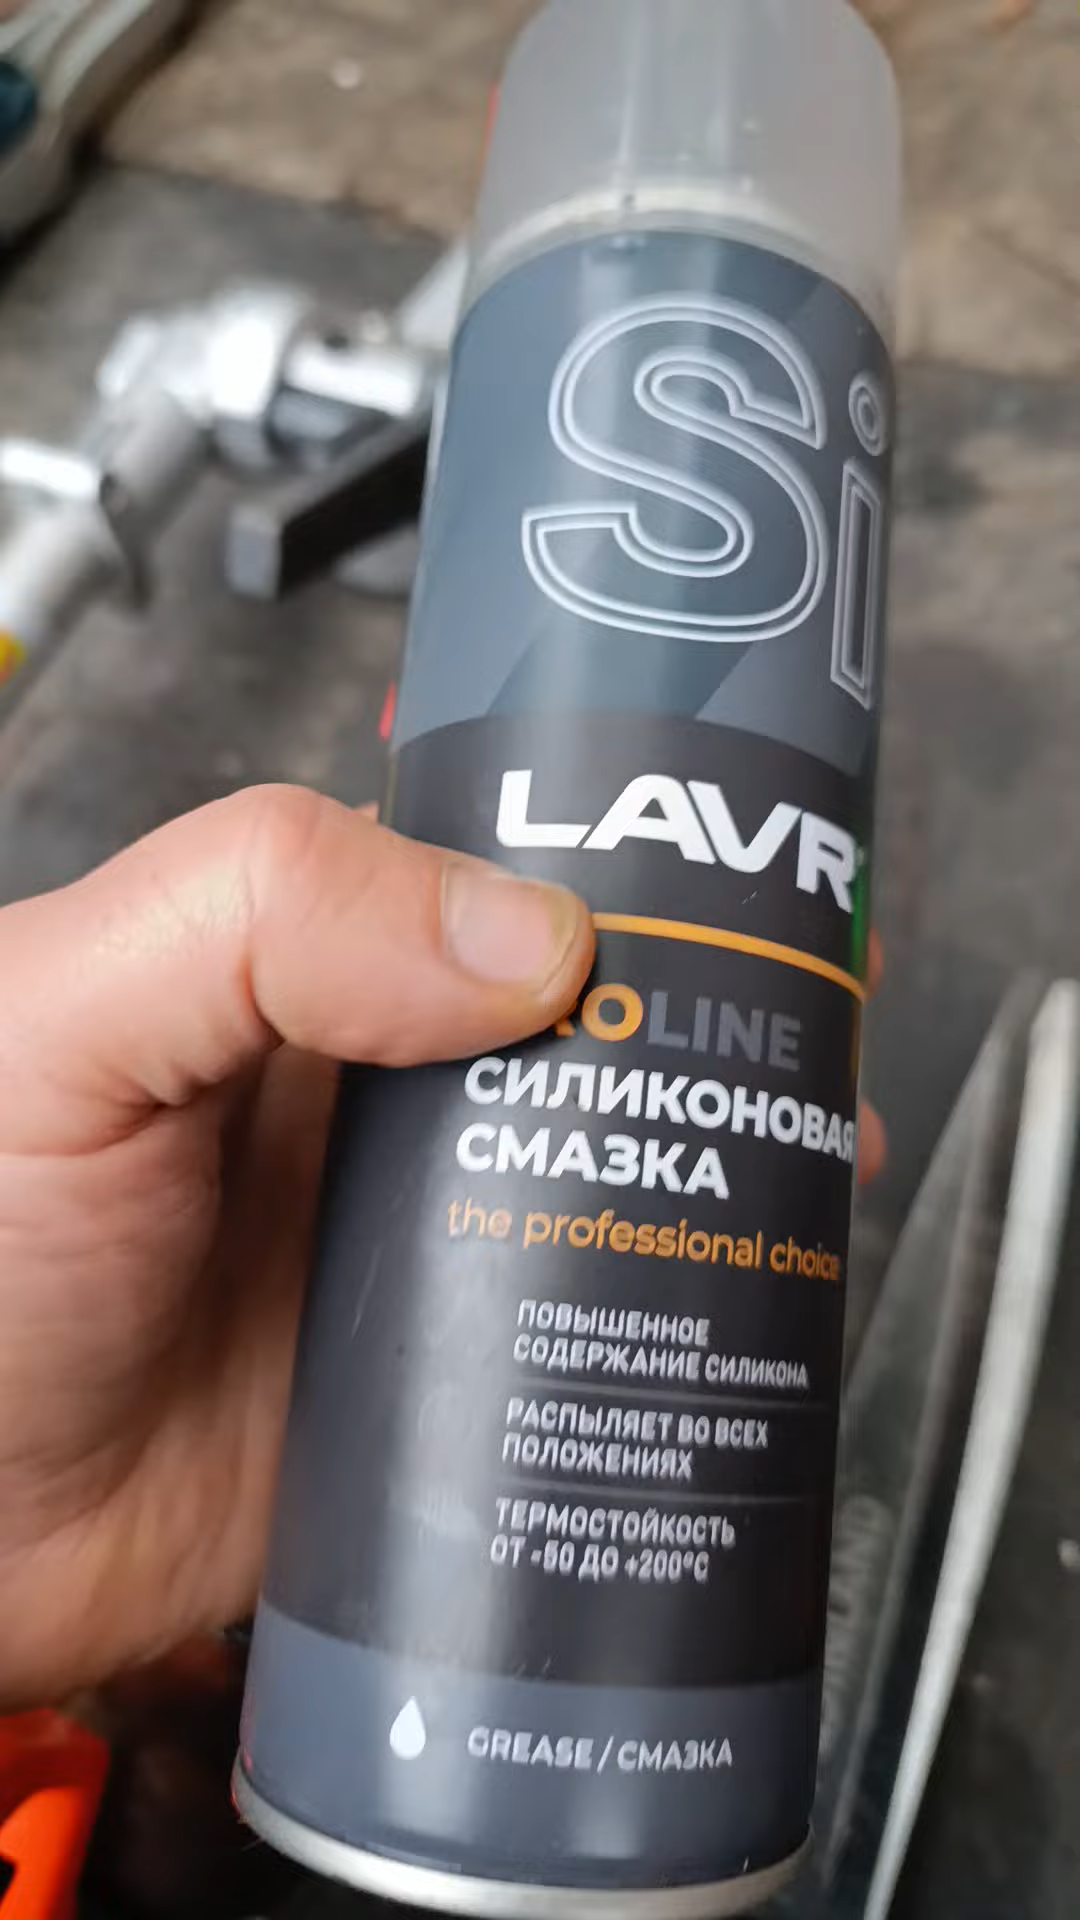 Si
LAVR
ROLINE
СИЛИКОНОВАЯ
СМАЗКА
the professional choice
ПОВЫШЕННОЕ
СОДЕРЖАНИЕ СИЛИКОНА
РАСПЫЛЯЕТ ВО ВСЕХ
ПОЛОЖЕНИЯХ
ТЕРМОСТОЙКОСТЬ
ОТ -50 ДО +200°C
GREASE / СМАЗКА